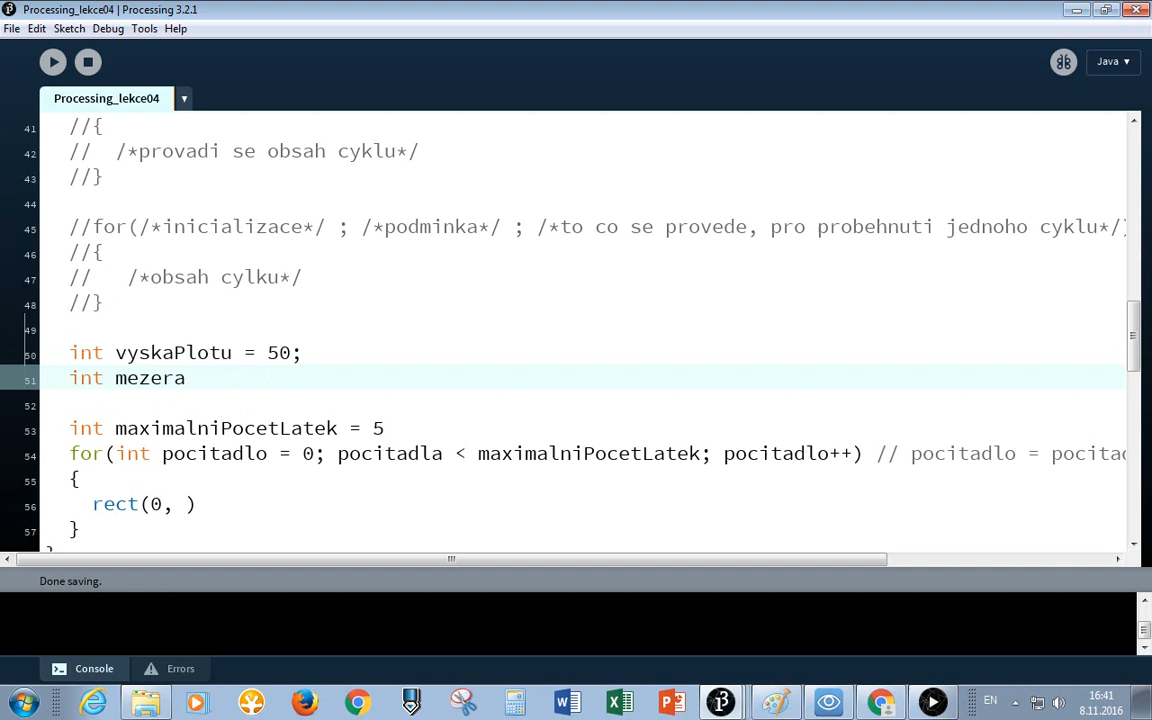 Processing_lekce04 | Processing 3.2.1
File Edit Sketch Debug Tools Help
Java ▾
Processing_lekce04 ▾
41 //{
42 // /*provadi se obsah cyklu*/
43 //}
44
45 //for(/*inicializace*/ ; /*podminka*/ ; /*to co se provede, pro probehnuti jednoho cyklu*/)
46 //{
47 // /*obsah cylku*/
48 //}
49
50 int vyskaPlotu = 50;
51 int mezera
52
53 int maximalniPocetLatek = 5
54 for(int pocitadlo = 0; pocitadla < maximalniPocetLatek; pocitadlo++) // pocitadlo = pocitad
55 {
56 rect(0, )
57 }
Done saving.
Console Errors
EN 16:41
8.11.2016